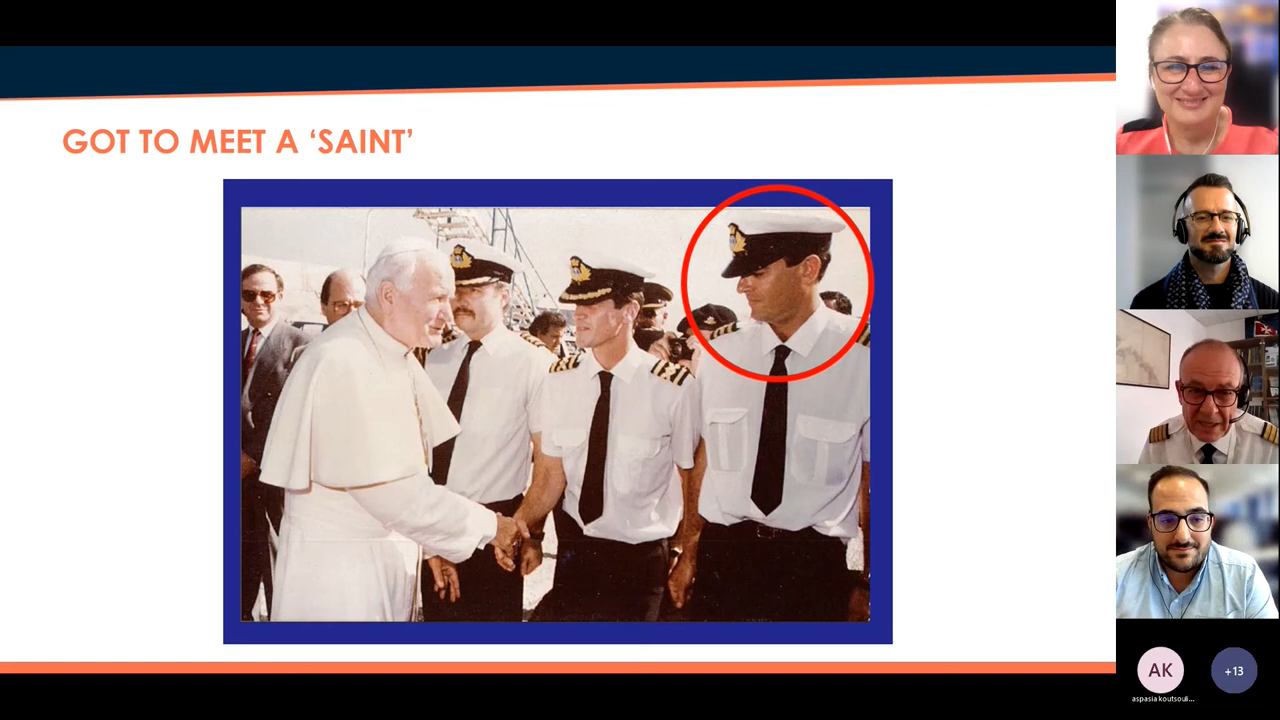 GOT TO MEET A ‘SAINT’
AK
+13
aspasia koutsouli...